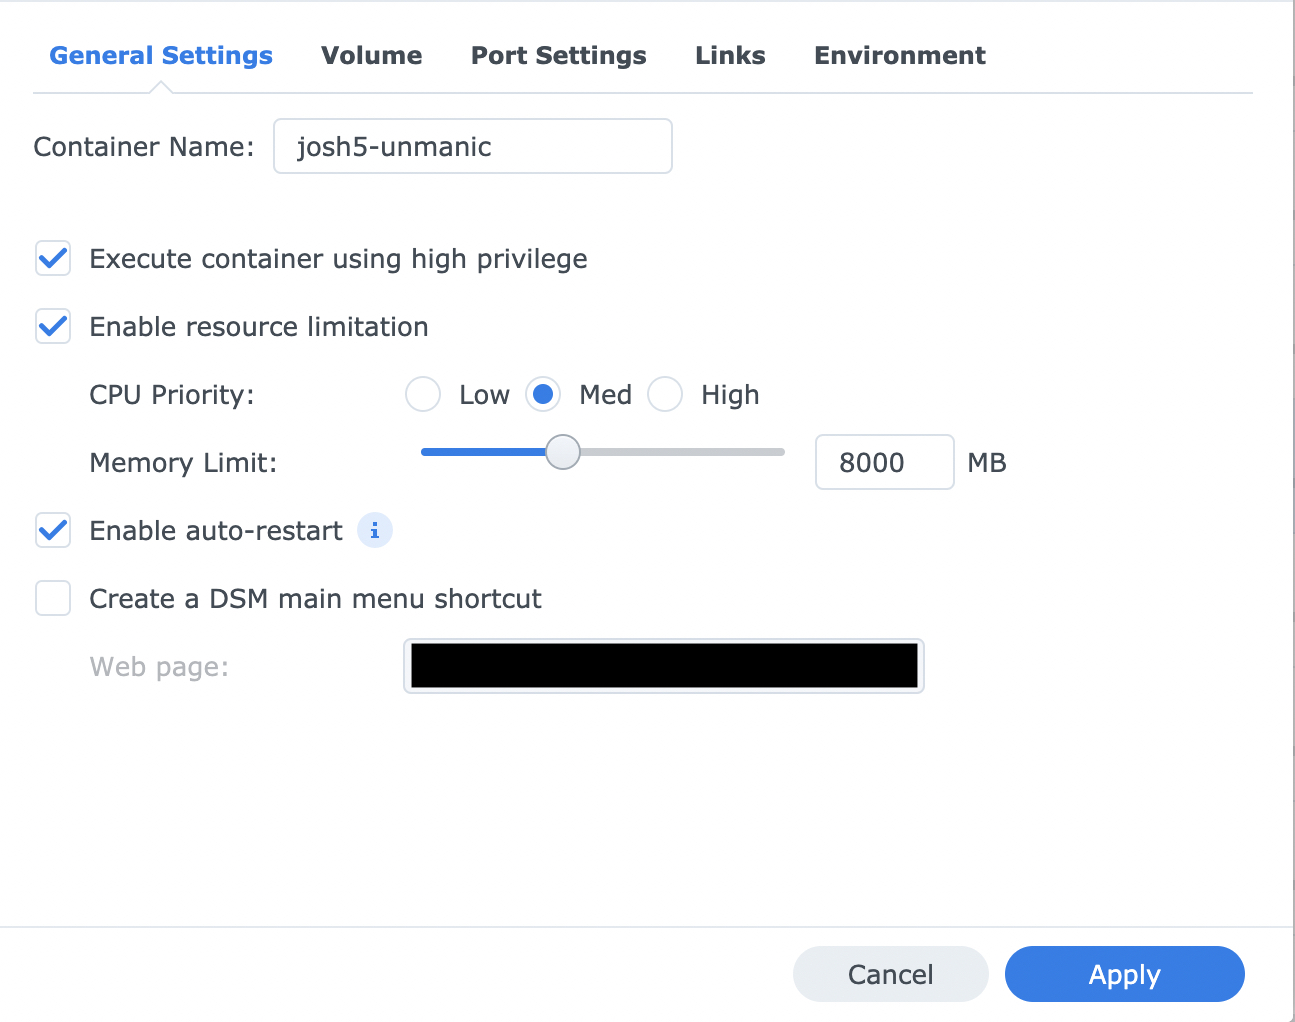 General Settings Volume Port Settings Links Environment
Container Name: josh5-unmanic
Execute container using high privilege
Enable resource limitation
CPU Priority: Low Med High
Memory Limit: 8000 MB
Enable auto-restart i
Create a DSM main menu shortcut
Web page:
Cancel Apply